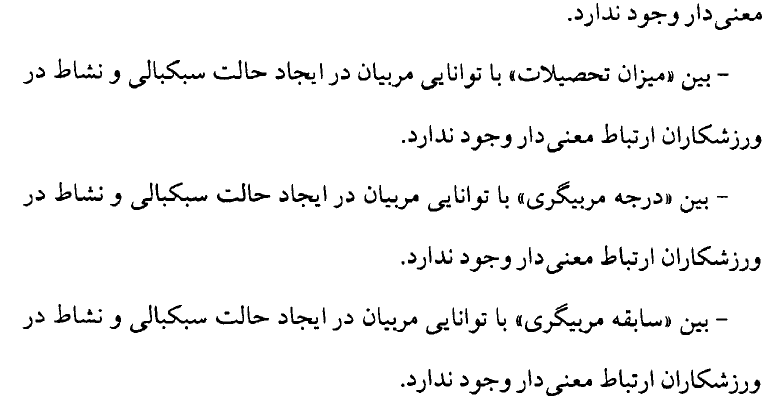 معنی‌دار وجود ندارد.
- بین «میزان تحصیلات» با توانایی مربیان در ایجاد حالت سبکبالی و نشاط در
ورزشکاران ارتباط معنی‌دار وجود ندارد.
- بین «درجه مربیگری» با توانایی مربیان در ایجاد حالت سبکبالی و نشاط در
ورزشکاران ارتباط معنی‌دار وجود ندارد.
- بین «سابقه مربیگری» با توانایی مربیان در ایجاد حالت سبکبالی و نشاط در
ورزشکاران ارتباط معنی‌دار وجود ندارد.